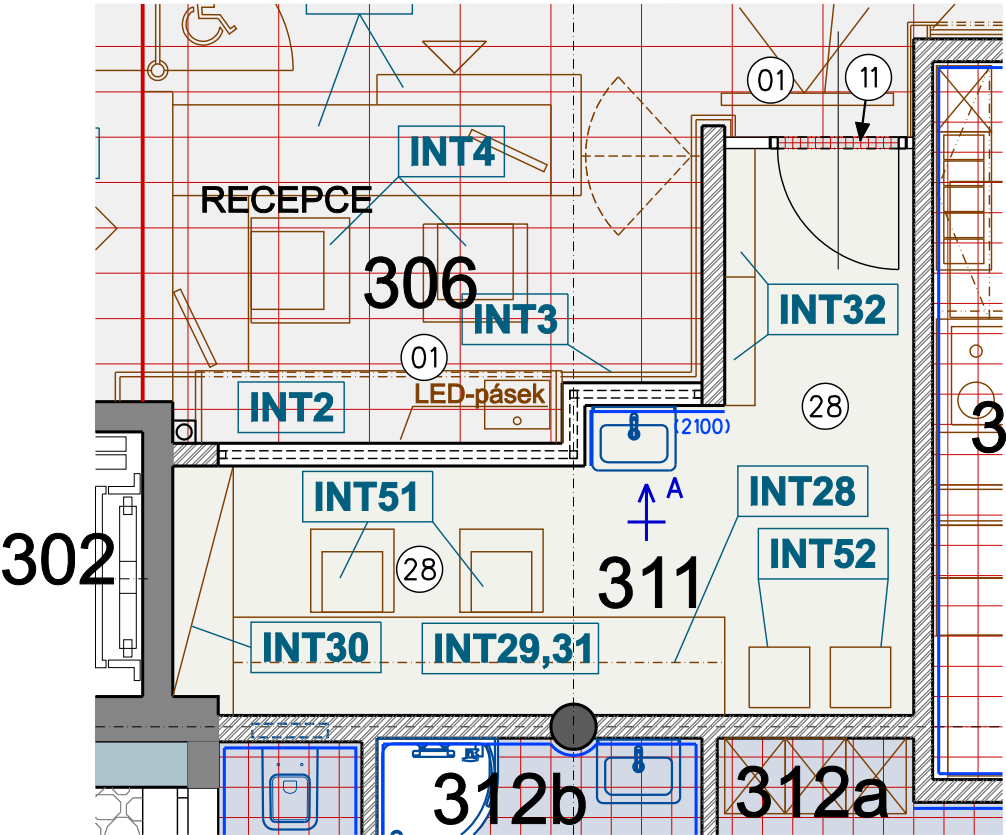 01
11
INT4
RECEPCE
306
INT3
INT32
01
LED-pásek
INT2
28
(2100)
3
A
INT51
INT28
302
28
311
INT52
INT30
INT29,31
312b
312a